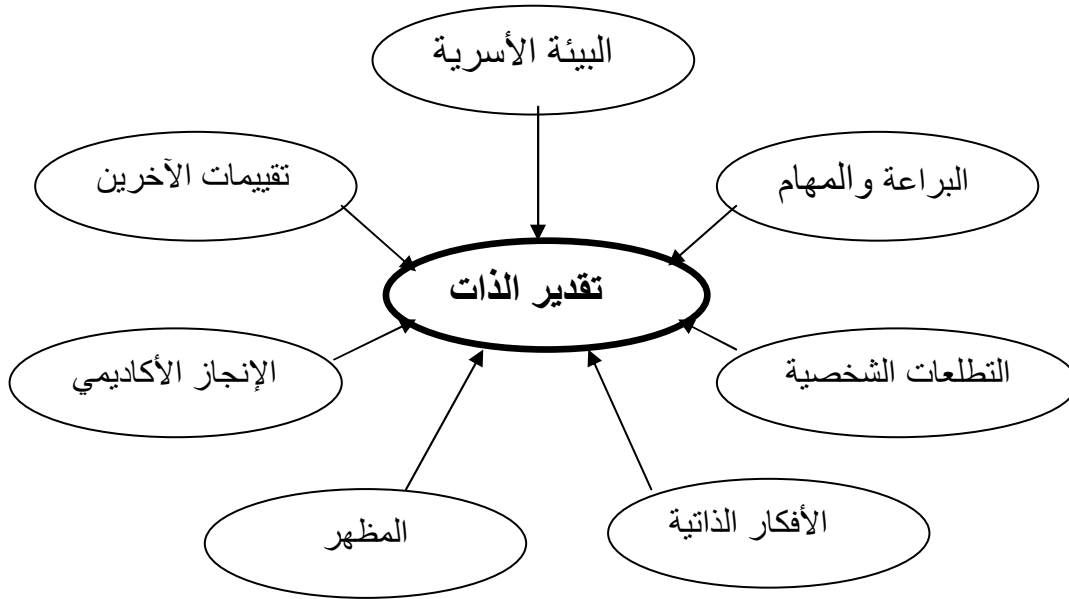 البيئة الأسرية
البراعة والمهام
تقييمات الآخرين
تقدير الذات
التطلعات الشخصية
الإنجاز الأكاديمي
الأفكار الذاتية
المظهر